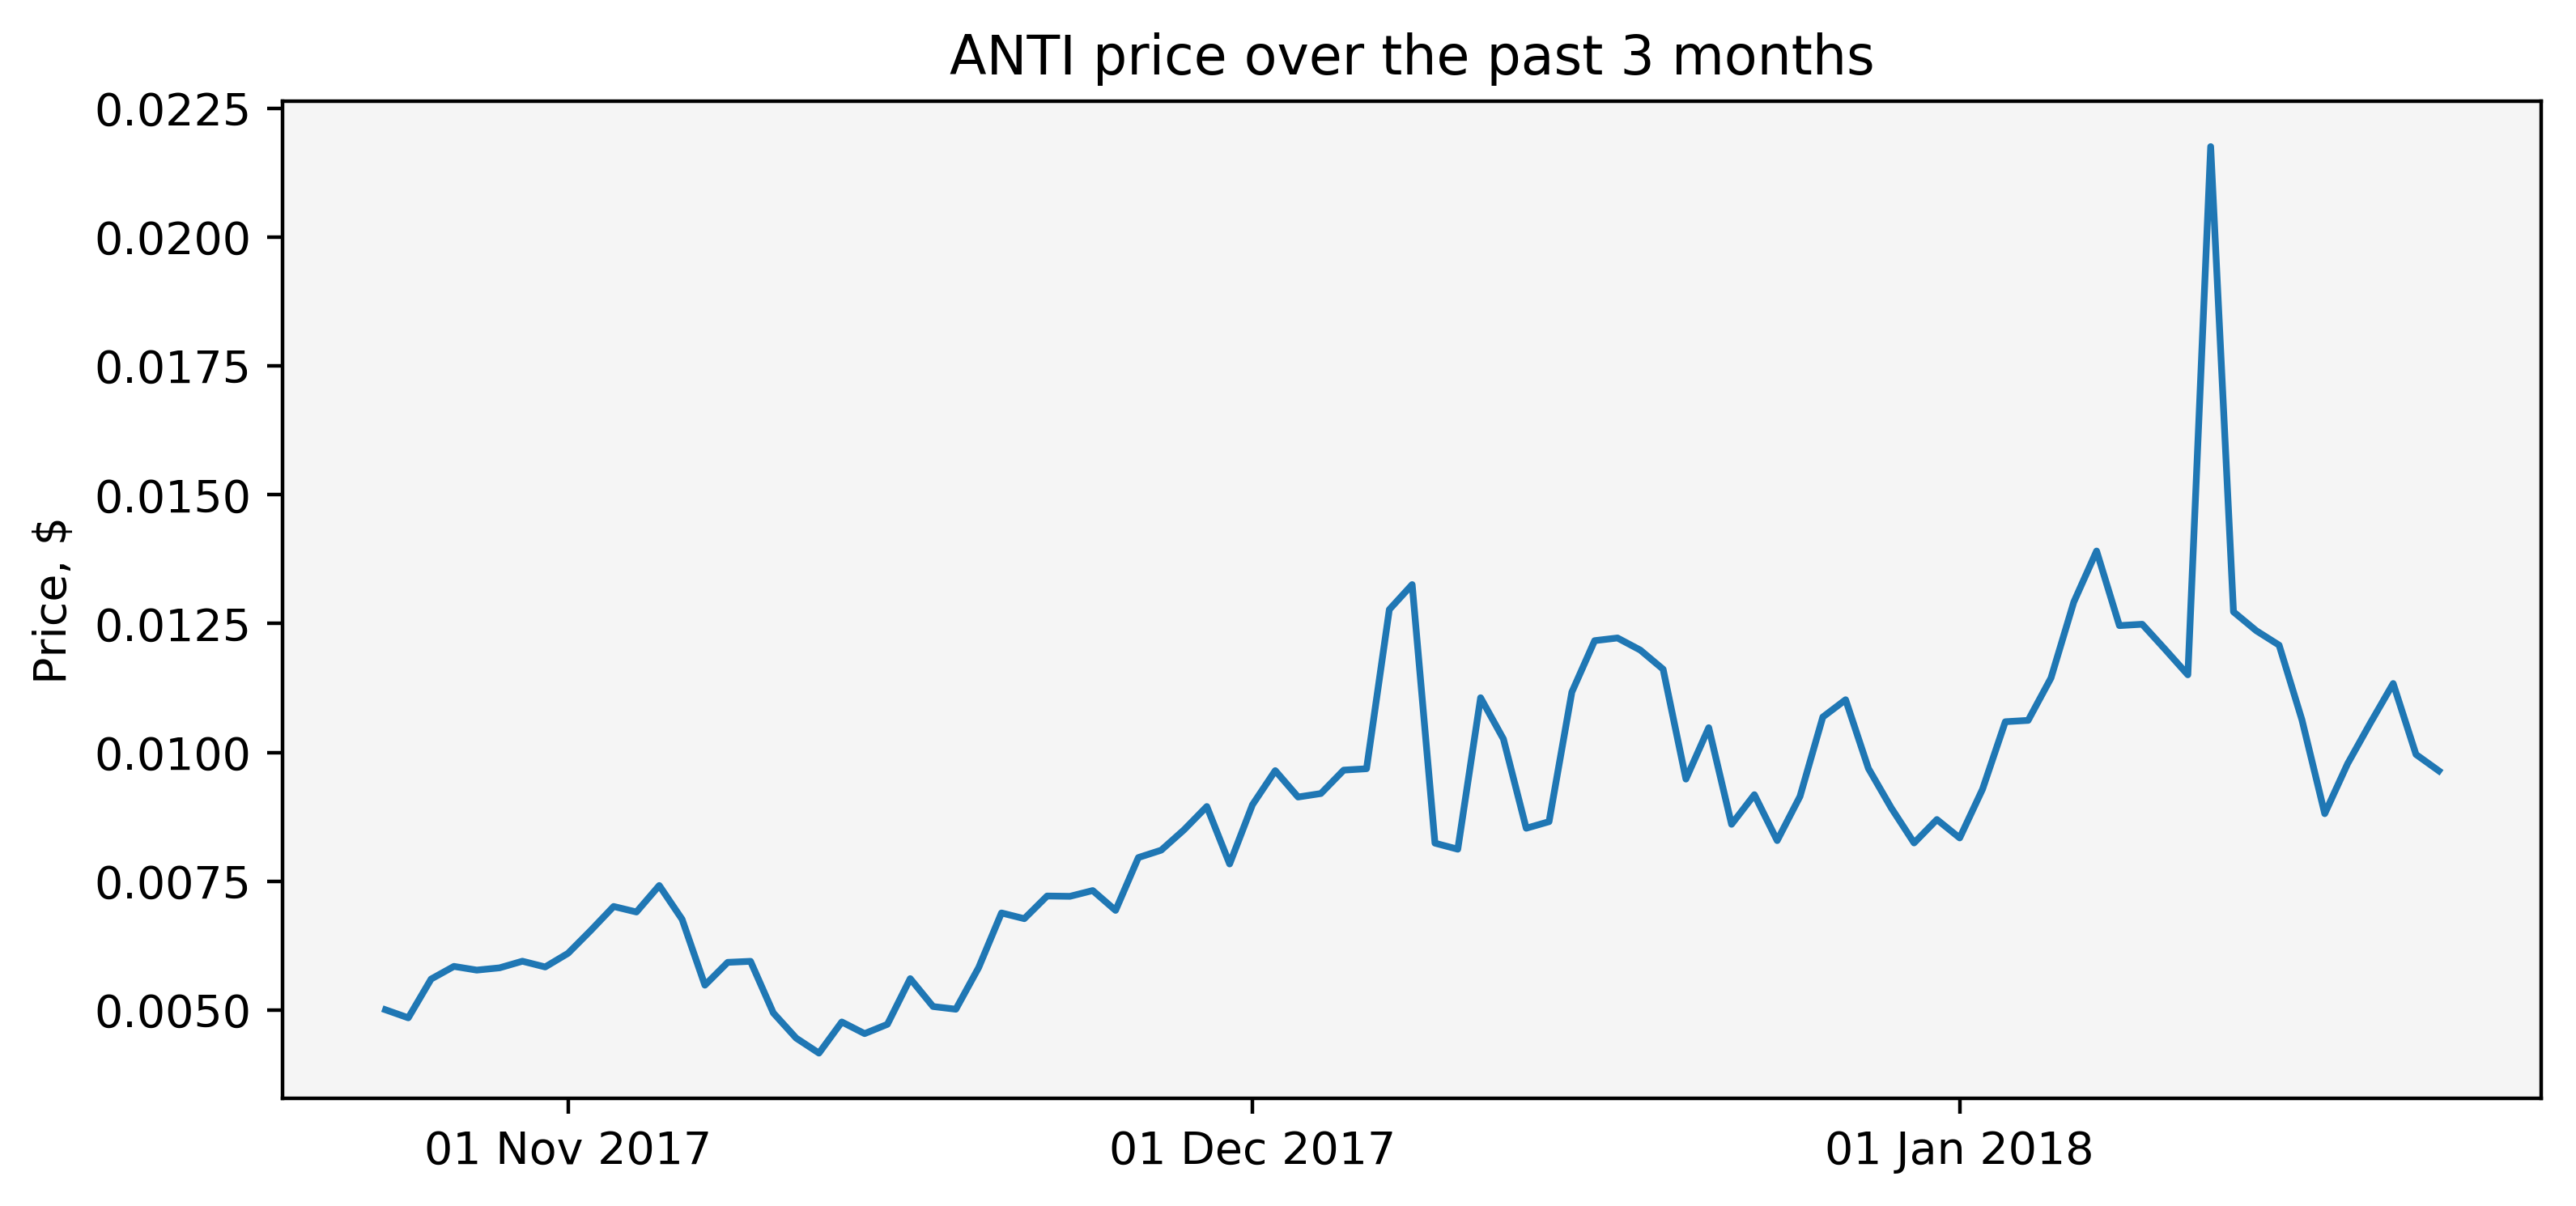 ANTI price over the past 3 months
0.0225
0.0200
0.0175
0.0150
0.0125
0.0100
0.0075
0.0050
Price, $
01 Nov 2017
01 Dec 2017
01 Jan 2018